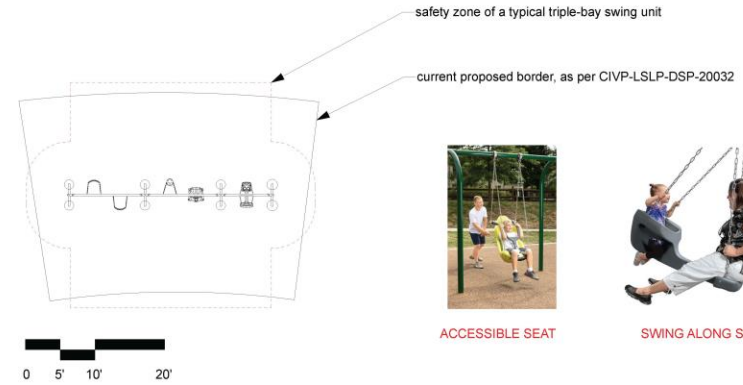 safety zone of a typical triple-bay swing unit
current proposed border, as per CIVP-LSLP-DSP-20032
ACCESSIBLE SEAT
SWING ALONG S
0 5' 10' 20'